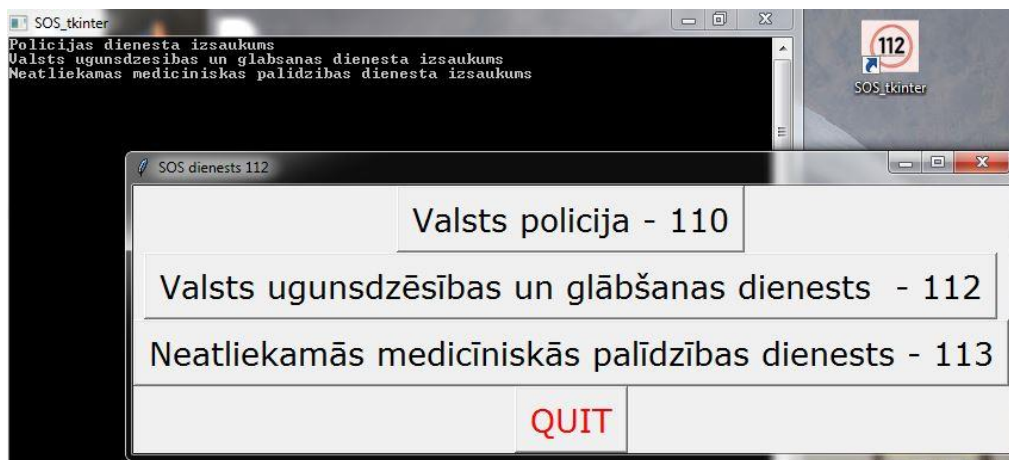 SOS_tkinter
Policijas dienesta izsaukums
Valsts ugunsdzesibas un glabsanas dienesta izsaukums
Neatliekamas mediciniskas palidzibas dienesta izsaukums
112
SOS_tkinter
SOS dienests 112
Valsts policija - 110
Valsts ugunsdzēsības un glābšanas dienests - 112
Neatliekamās medicīniskās palīdzības dienests - 113
QUIT